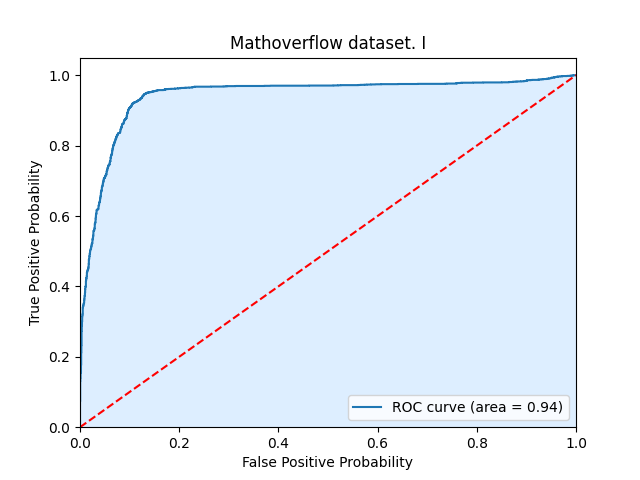 Mathoverflow dataset. I
True Positive Probability
1.0
0.8
0.6
0.4
0.2
0.0
0.0 0.2 0.4 0.6 0.8 1.0
False Positive Probability
ROC curve (area = 0.94)